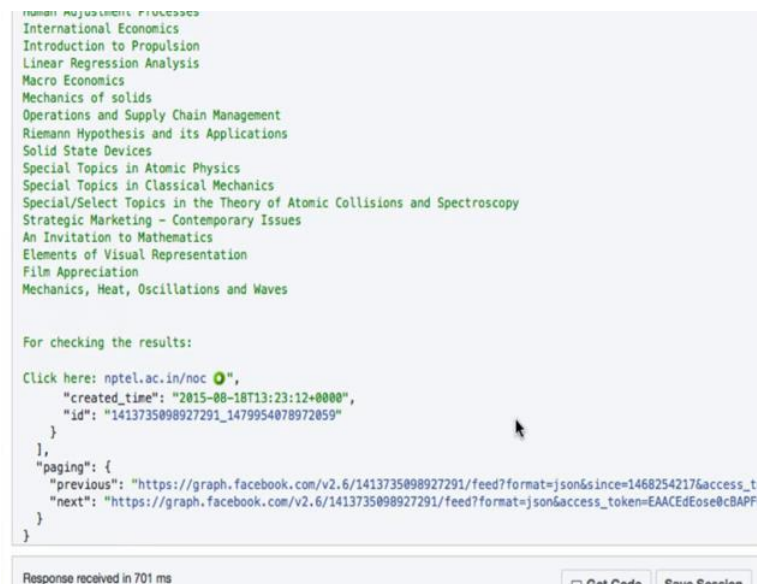 Human Adjustment Processes
International Economics
Introduction to Propulsion
Linear Regression Analysis
Macro Economics
Mechanics of solids
Operations and Supply Chain Management
Riemann Hypothesis and its Applications
Solid State Devices
Special Topics in Atomic Physics
Special Topics in Classical Mechanics
Special/Select Topics in the Theory of Atomic Collisions and Spectroscopy
Strategic Marketing – Contemporary Issues
An Invitation to Mathematics
Elements of Visual Representation
Film Appreciation
Mechanics, Heat, Oscillations and Waves
For checking the results:
Click here: nptel.ac.in/noc ",
"created_time": "2015-08-18T13:23:12+0000",
"id": "1413735098927291_1479954078972059"
}
],
"paging": {
"previous": "https://graph.facebook.com/v2.6/1413735098927291/feed?format=json&since=1468254217&access_t
"next": "https://graph.facebook.com/v2.6/1413735098927291/feed?format=json&access_token=EAACEdEose0cBAPF
}
}
Response received in 701 ms
Get Code Save Session